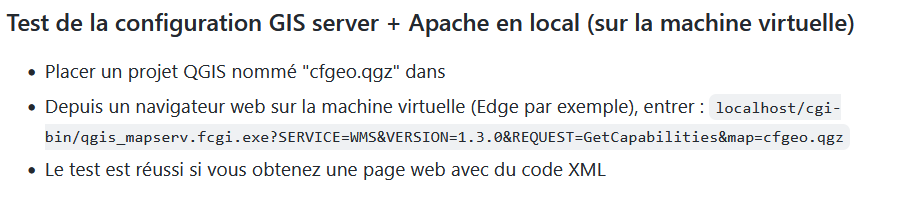 Test de la configuration GIS server + Apache en local (sur la machine virtuelle)
• Placer un projet QGIS nommé "cfgeo.qgz" dans
• Depuis un navigateur web sur la machine virtuelle (Edge par exemple), entrer : localhost/cgi-
bin/qgis_mapserv.fcgi.exe?SERVICE=WMS&VERSION=1.3.0&REQUEST=GetCapabilities&map=cfgeo.qgz
• Le test est réussi si vous obtenez une page web avec du code XML